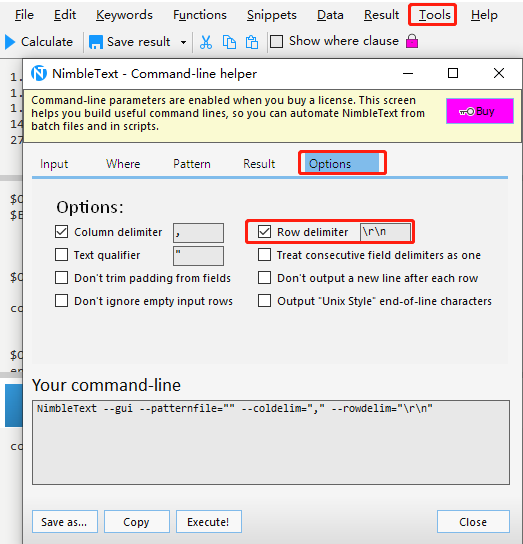 File Edit Keywords Functions Snippets Data Result Tools Help
Calculate Save result Show where clause
1.
1.
1.
14
27
NimbleText - Command-line helper
Command-line parameters are enabled when you buy a license. This screen
helps you build useful command lines, so you can automate NimbleText from
batch files and in scripts.
Buy
Input Where Pattern Result Options
Options:
Column delimiter , Row delimiter \r\n
Text qualifier " Treat consecutive field delimiters as one
Don't trim padding from fields Don't output a new line after each row
Don't ignore empty input rows Output "Unix Style" end-of-line characters
Your command-line
NimbleText --gui --patternfile="" --coldelim="," --rowdelim="\r\n"
Save as... Copy Execute! Close